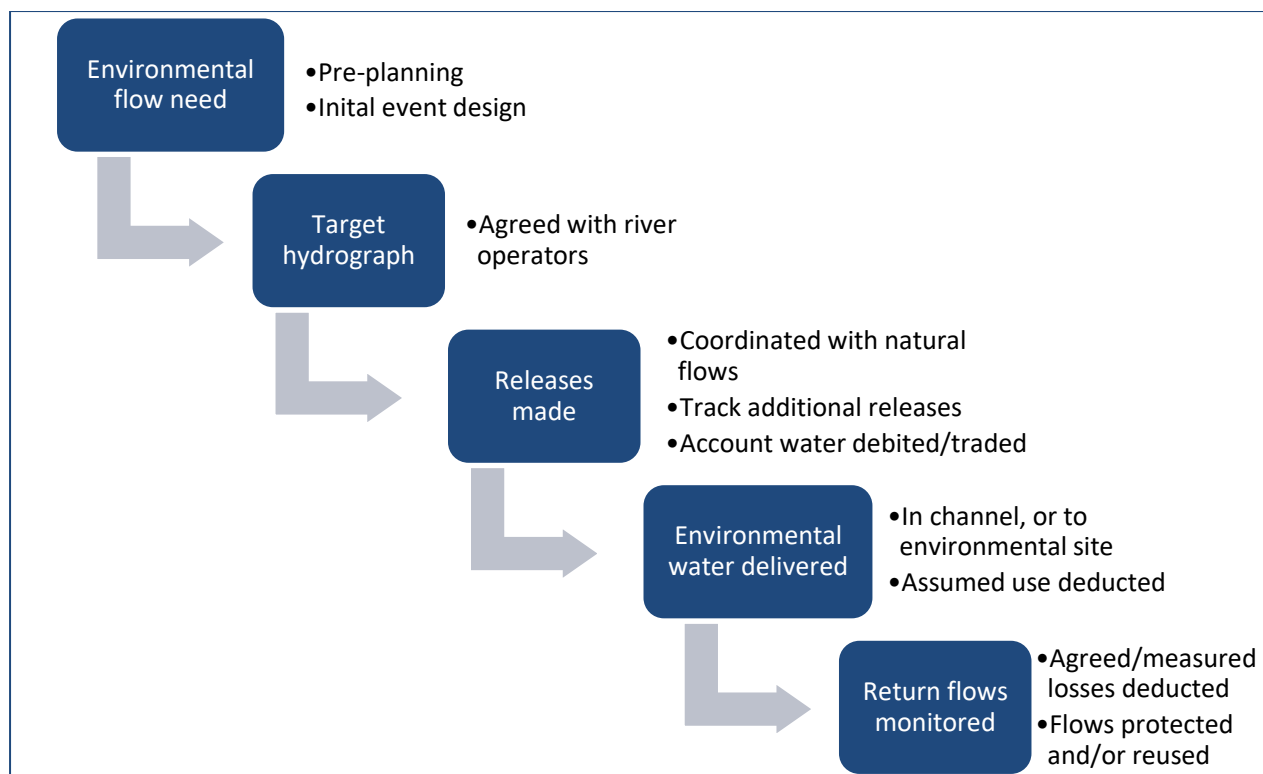 Environmental
flow need
•Pre-planning
•Inital event design
Target
hydrograph
•Agreed with river
operators
Releases
made
•Coordinated with natural
flows
•Track additional releases
•Account water debited/traded
Environmental
water delivered
•In channel, or to
environmental site
•Assumed use deducted
Return flows
monitored
•Agreed/measured
losses deducted
•Flows protected
and/or reused